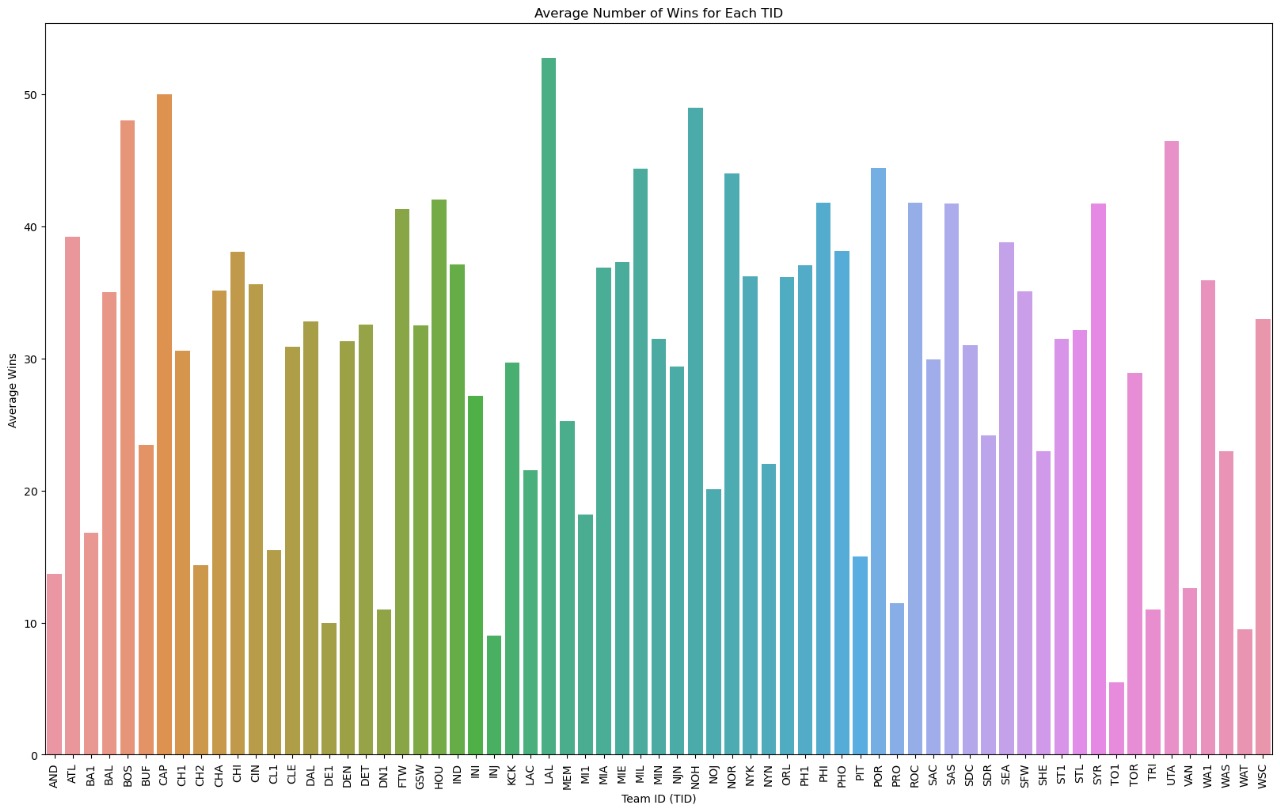 Average Number of Wins for Each TID
Average Wins
50
40
30
20
10
0
AND ATL BA1 BAL BOS BUF CAP CH1 CH2 CHA CHI CIN CL1 CLE DAL DE1 DEN DET DN1 FTW GSW HOU IND INI INJ KCK LAC LAL MEM MI1 MIA MIE MIL MIN NJN NOH NOJ NOR NYK NYN ORL PH1 PHI PHO PIT POR PRO ROC SAC SAS SDC SDR SEA SFW SHE ST1 STL SYR TO1 TOR TRI UTA VAN WA1 WAS WAT WSC
Team ID (TID)